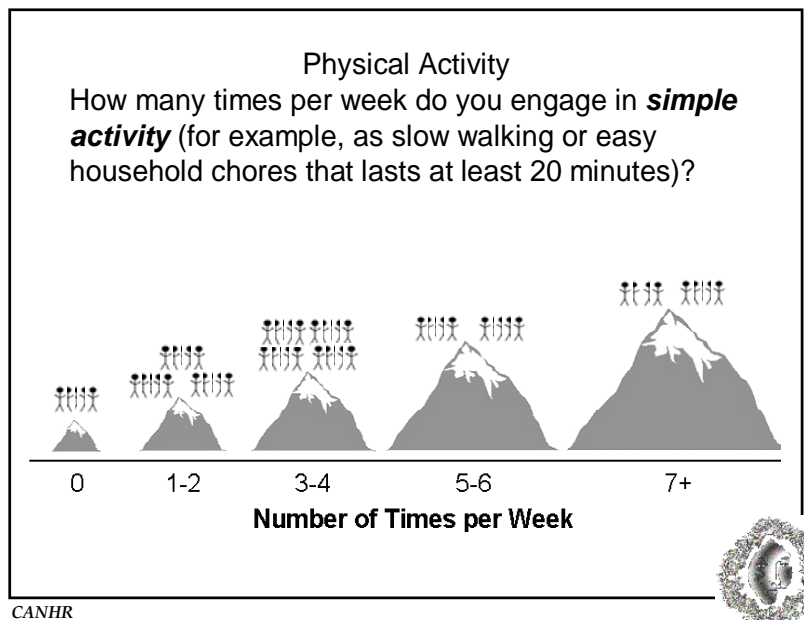 Physical Activity
How many times per week do you engage in simple
activity (for example, as slow walking or easy
household chores that lasts at least 20 minutes)?
0 1-2 3-4 5-6 7+
Number of Times per Week
CANHR